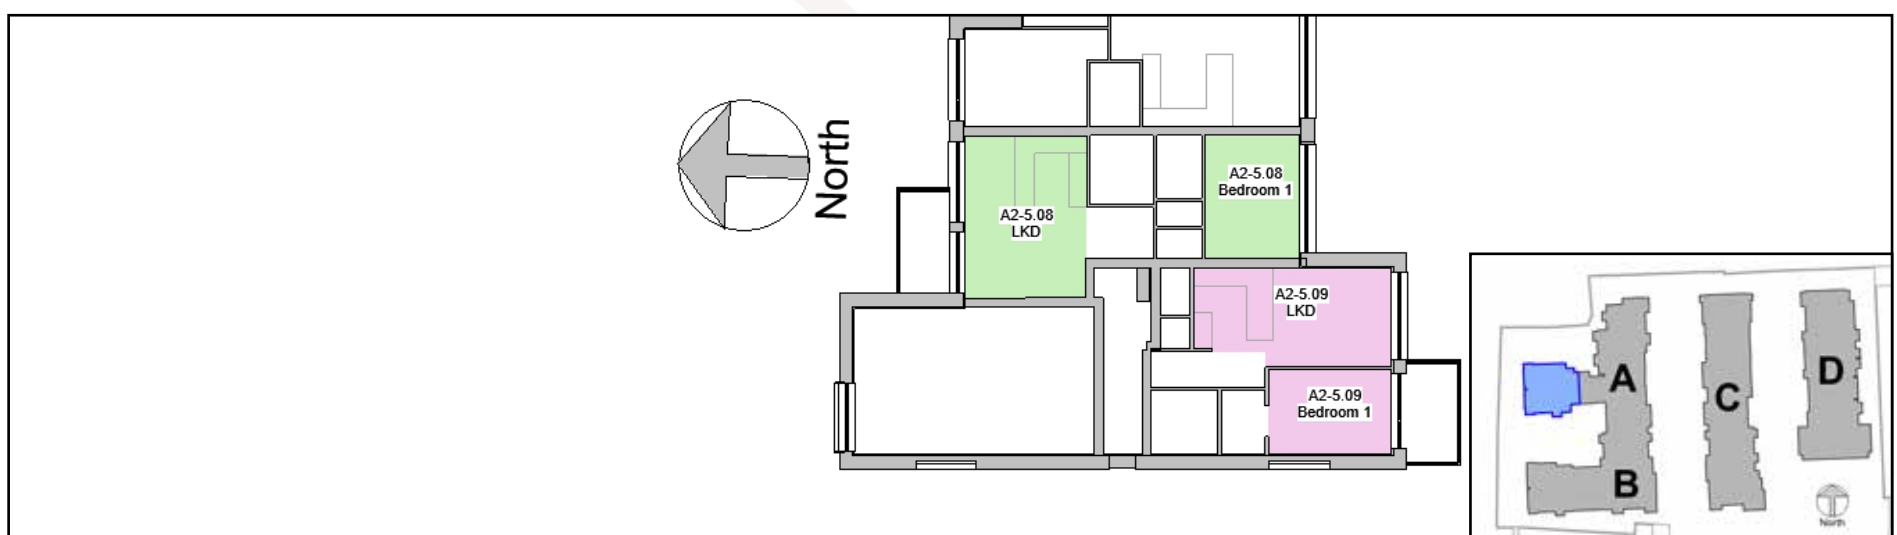 North
A2-5.08
LKD
A2-5.08
Bedroom 1
A2-5.09
LKD
A2-5.09
Bedroom 1
A
B
C
D
North